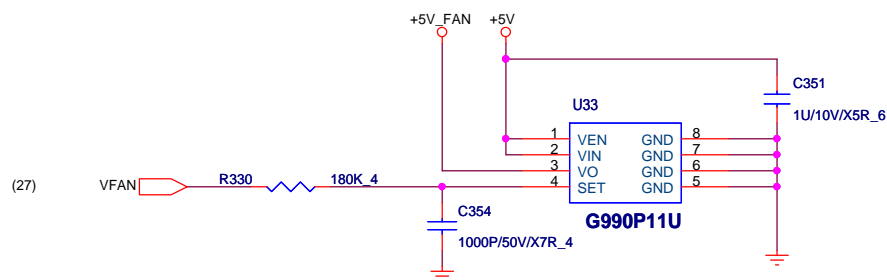 +5V_FAN +5V
C351
1U/10V/X5R_6
U33
1 VEN GND 8
2 VIN GND 7
3 VO GND 6
4 SET GND 5
G990P11U
(27) VFAN R330 180K_4
C354
1000P/50V/X7R_4